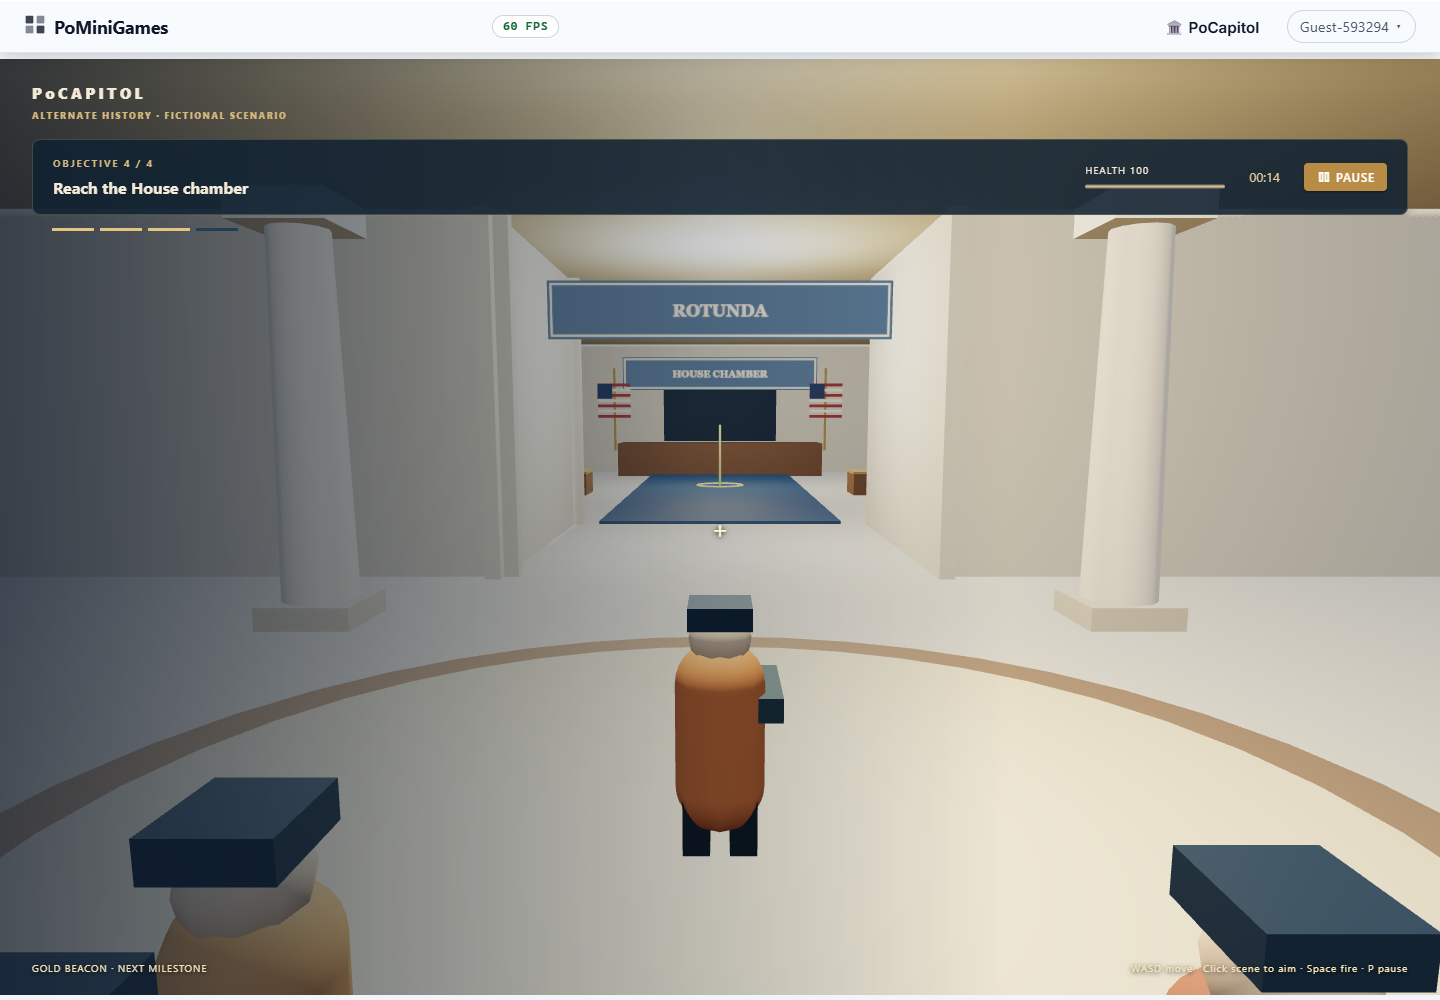 PoMiniGames
60 FPS
PoCapitol
Guest-593294
PoCAPITOL
ALTERNATE HISTORY · FICTIONAL SCENARIO
OBJECTIVE 4 / 4
Reach the House chamber
HEALTH 100
00:14
PAUSE
ROTUNDA
HOUSE CHAMBER
GOLD BEACON · NEXT MILESTONE
WASD move · Click scene to aim · Space fire · P pause